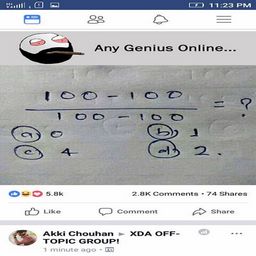 11:23 PM
Any Genius Online...
100 - 100
100 - 100
= ?
(a) 0
(b) 1
(c) 4
(d) 2.
5.8k
2.8K Comments • 74 Shares
Like
Comment
Share
Akki Chouhan ▸ XDA OFF-
TOPIC GROUP!
1 minute ago •